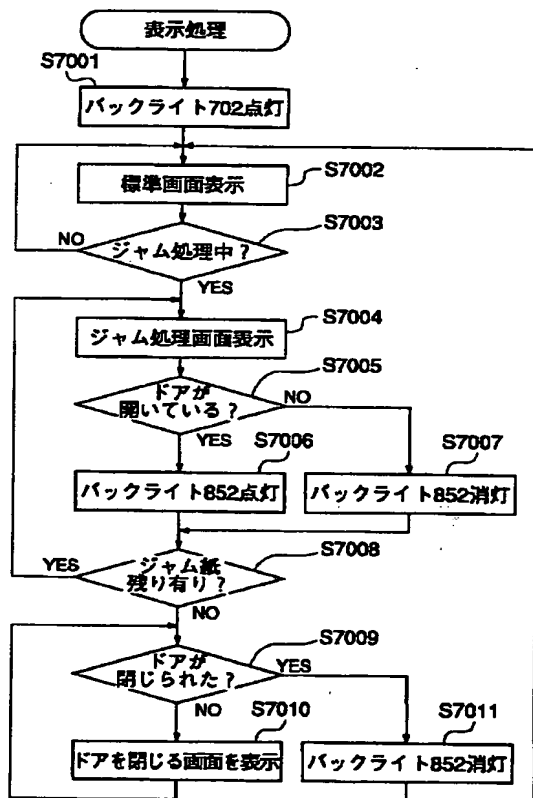 表示処理
S7001
バックライト702点灯
S7002
標準画面表示
S7003
NO
ジャム処理中?
YES
S7004
ジャム処理画面表示
S7005
ドアが
開いている?
NO
YES
S7006
S7007
バックライト852点灯
バックライト852消灯
S7008
YES
ジャム紙
残り有り?
NO
S7009
ドアが
閉じられた?
YES
NO
S7010
S7011
ドアを閉じる画面を表示
バックライト852消灯